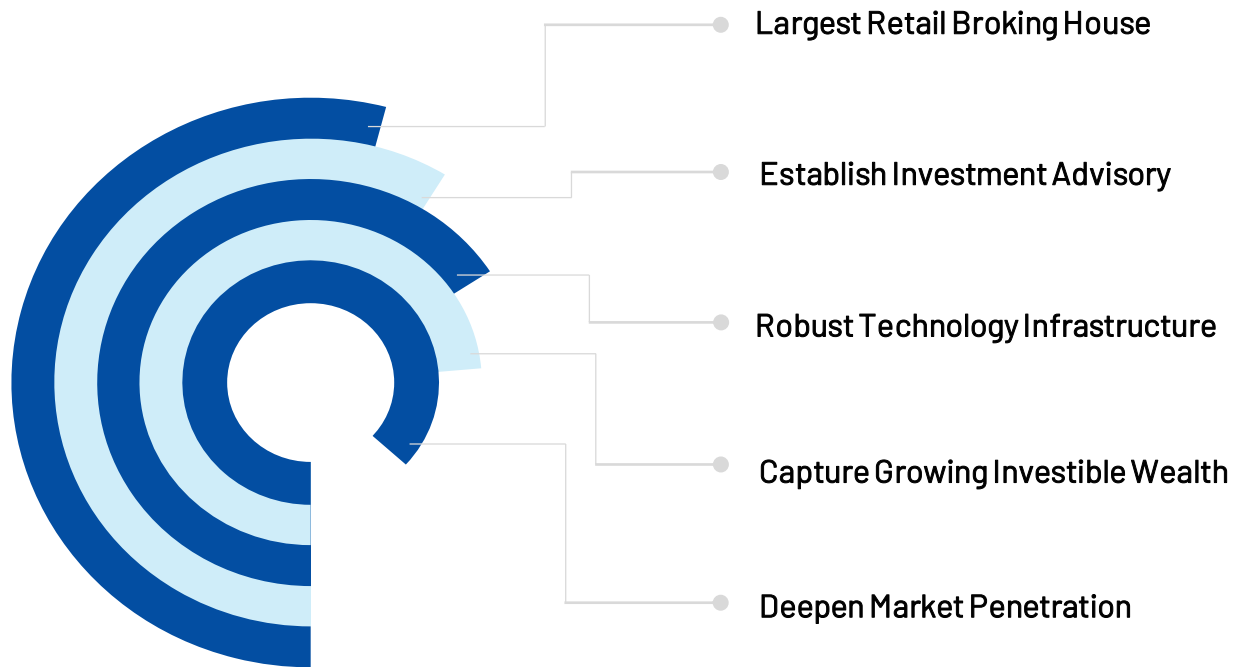 Largest Retail Broking House
Establish Investment Advisory
Robust Technology Infrastructure
Capture Growing Investible Wealth
Deepen Market Penetration